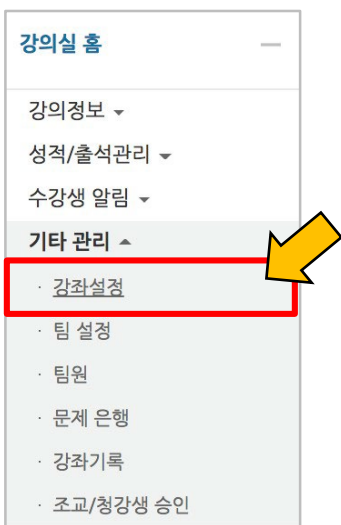 강의실 홈
강의정보
성적/출석관리
수강생 알림
기타 관리
· 강좌설정
· 팀 설정
· 팀원
· 문제 은행
· 강좌기록
· 조교/청강생 승인